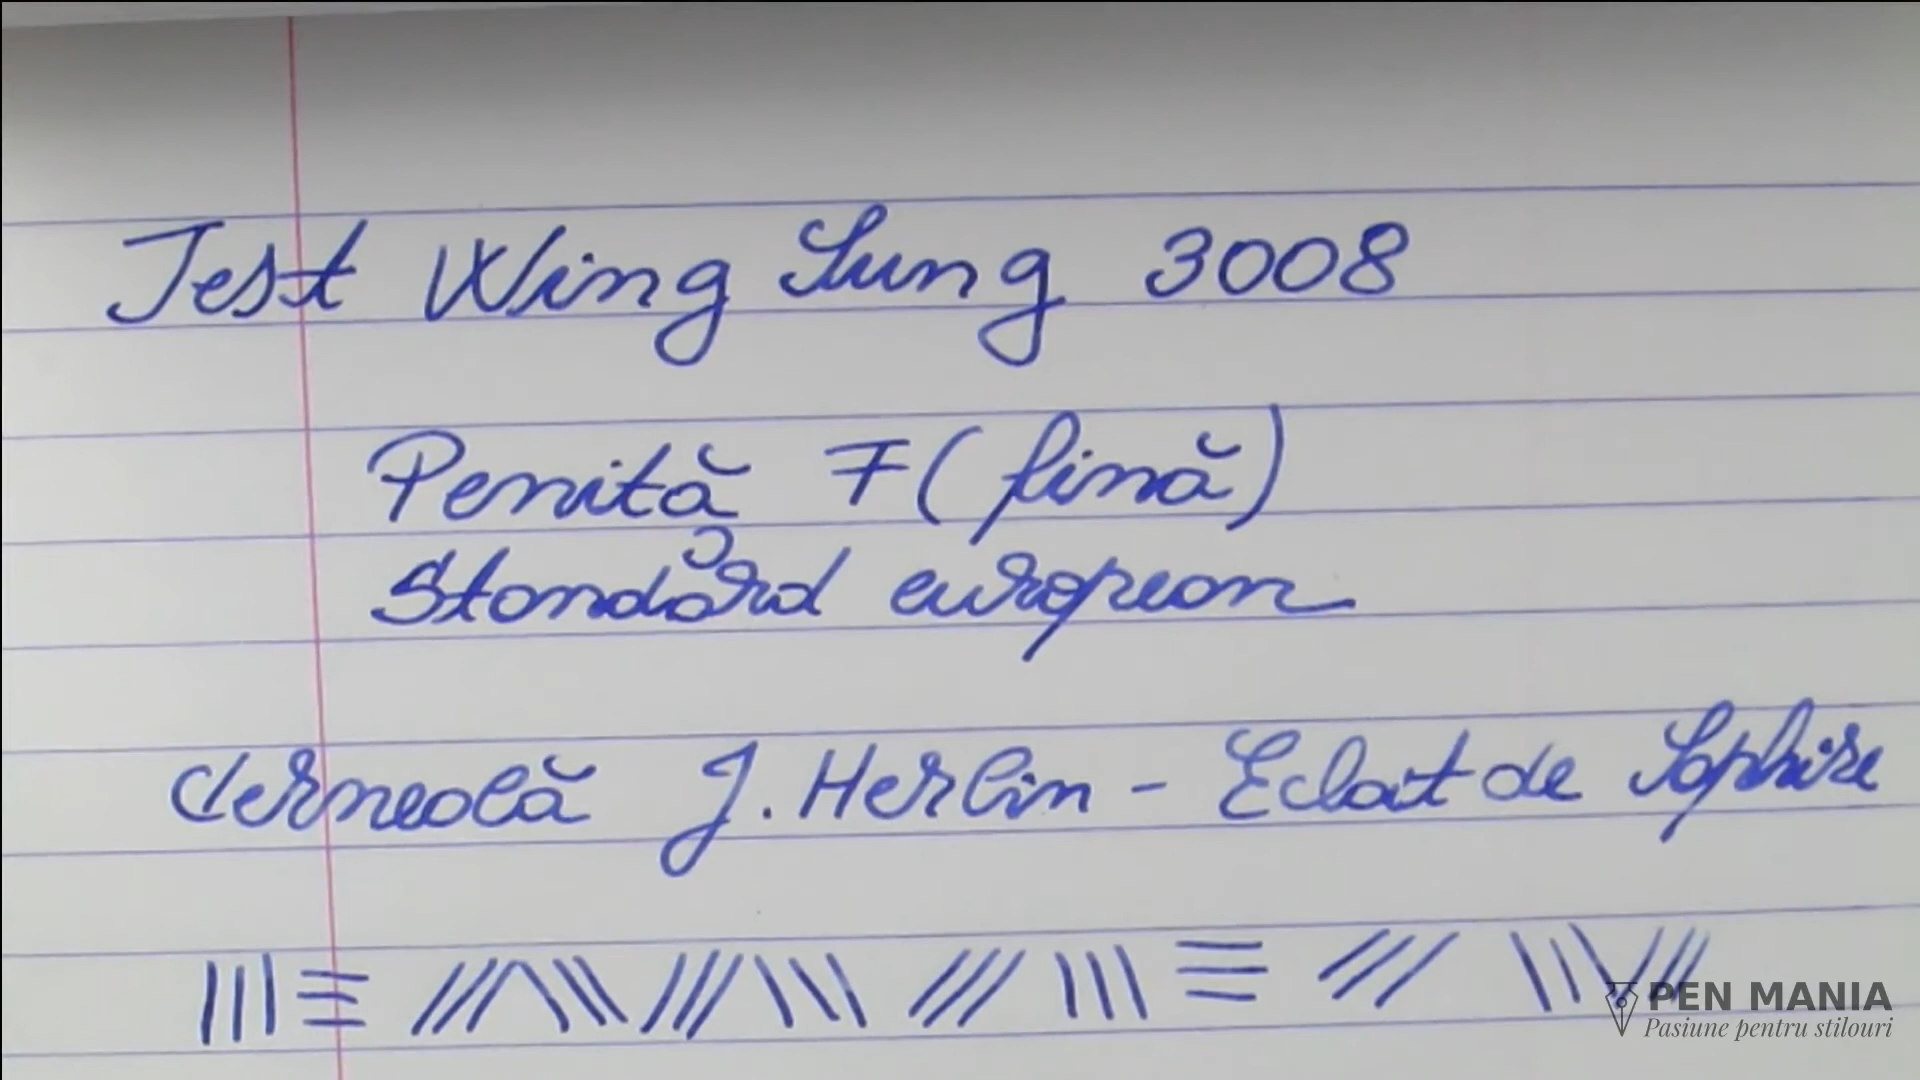 Test Wing Sung 3008
Peniță F (fină)
Standard european
Cerneală J. Herbin - Eclat de Saphire
PEN MANIA
Pasiune pentru stilouri